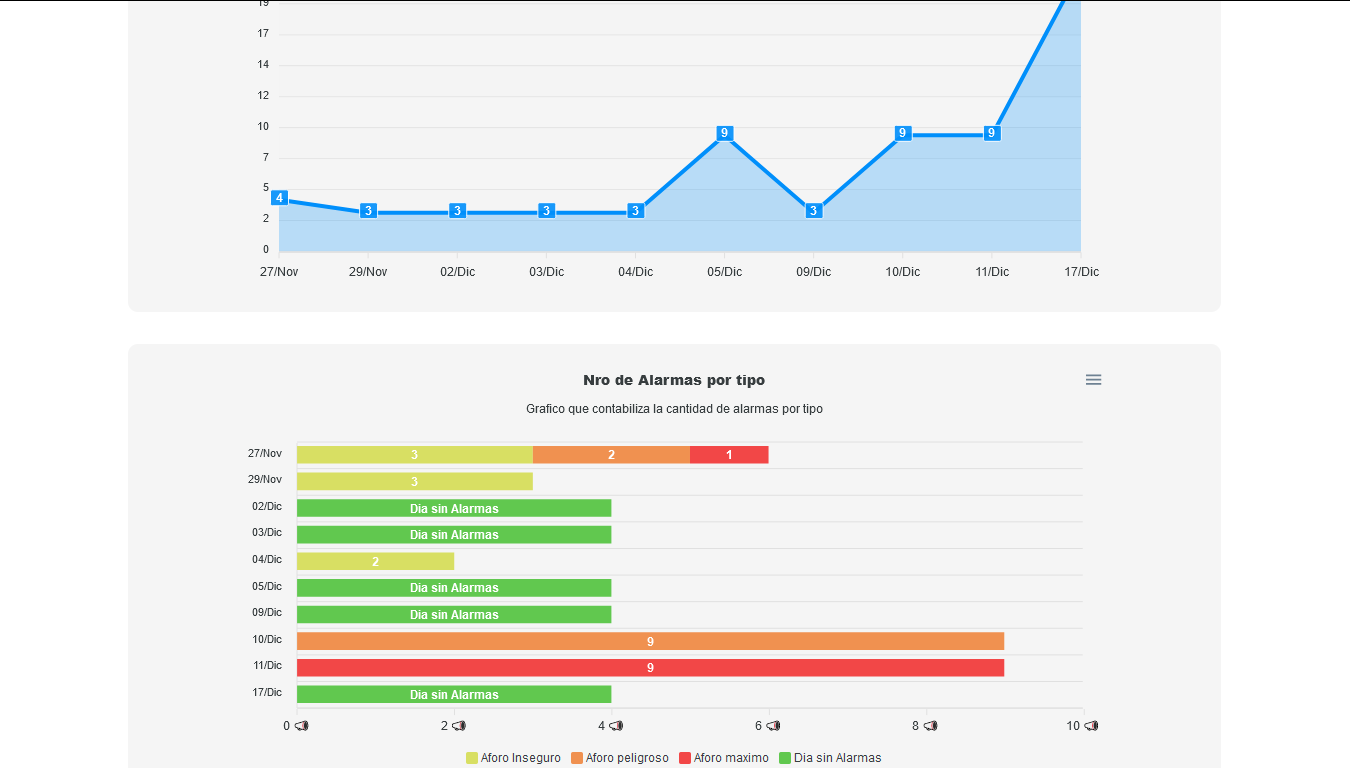 19
17
14
12
10
7
5
2
0
4
3
3
3
3
9
3
9
9
27/Nov 29/Nov 02/Dic 03/Dic 04/Dic 05/Dic 09/Dic 10/Dic 11/Dic 17/Dic
Nro de Alarmas por tipo
Grafico que contabiliza la cantidad de alarmas por tipo
27/Nov 3 2 1
29/Nov 3
02/Dic Dia sin Alarmas
03/Dic Dia sin Alarmas
04/Dic 2
05/Dic Dia sin Alarmas
09/Dic Dia sin Alarmas
10/Dic 9
11/Dic 9
17/Dic Dia sin Alarmas
0 2 4 6 8 10
Aforo Inseguro Aforo peligroso Aforo maximo Dia sin Alarmas